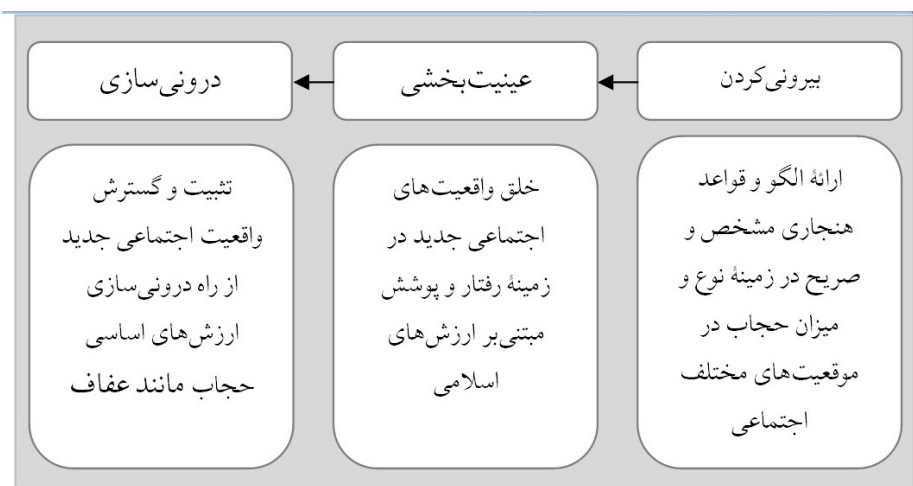 بیرونی‌کردن
عینیت‌بخشی
درونی‌سازی
ارائهٔ الگو و قواعد
هنجاری مشخص و
صریح در زمینهٔ نوع و
میزان حجاب در
موقعیت‌های مختلف
اجتماعی
خلق واقعیت‌های
اجتماعی جدید در
زمینهٔ رفتار و پوشش
مبتنی‌بر ارزش‌های
اسلامی
تثبیت و گسترش
واقعیت اجتماعی جدید
از راه درونی‌سازی
ارزش‌های اساسی
حجاب مانند عفاف